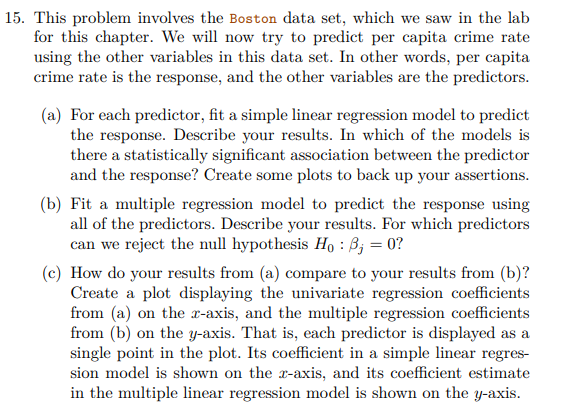 15. This problem involves the Boston data set, which we saw in the lab
for this chapter. We will now try to predict per capita crime rate
using the other variables in this data set. In other words, per capita
crime rate is the response, and the other variables are the predictors.
(a) For each predictor, fit a simple linear regression model to predict
the response. Describe your results. In which of the models is
there a statistically significant association between the predictor
and the response? Create some plots to back up your assertions.
(b) Fit a multiple regression model to predict the response using
all of the predictors. Describe your results. For which predictors
can we reject the null hypothesis H₀ : βⱼ = 0?
(c) How do your results from (a) compare to your results from (b)?
Create a plot displaying the univariate regression coefficients
from (a) on the x-axis, and the multiple regression coefficients
from (b) on the y-axis. That is, each predictor is displayed as a
single point in the plot. Its coefficient in a simple linear regres-
sion model is shown on the x-axis, and its coefficient estimate
in the multiple linear regression model is shown on the y-axis.